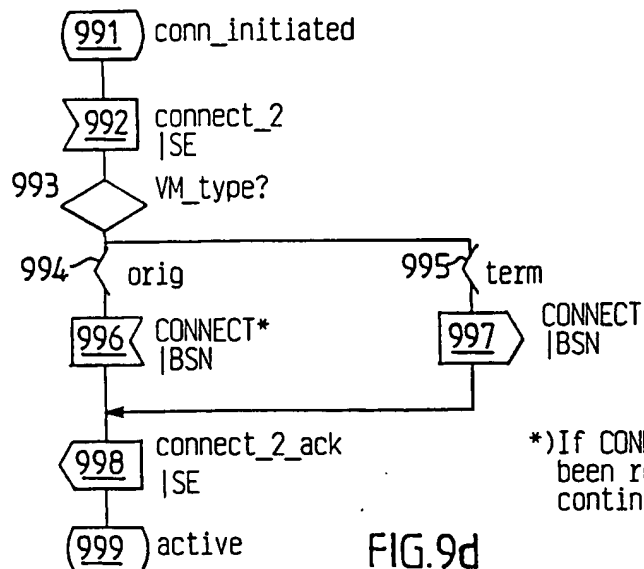 991 conn_initiated
992 connect_2
|SE
993 VM_type?
994 orig
995 term
996 CONNECT*
|BSN
997 CONNECT
|BSN
998 connect_2_ack
|SE
*)If
been
contin
999 active
FIG.9d